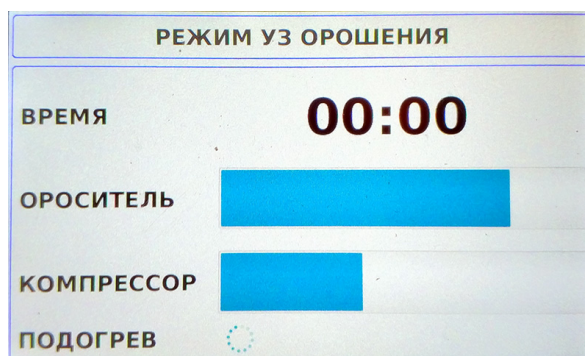 РЕЖИМ УЗ ОРОШЕНИЯ
ВРЕМЯ 00:00
ОРОСИТЕЛЬ
КОМПРЕССОР
ПОДОГРЕВ